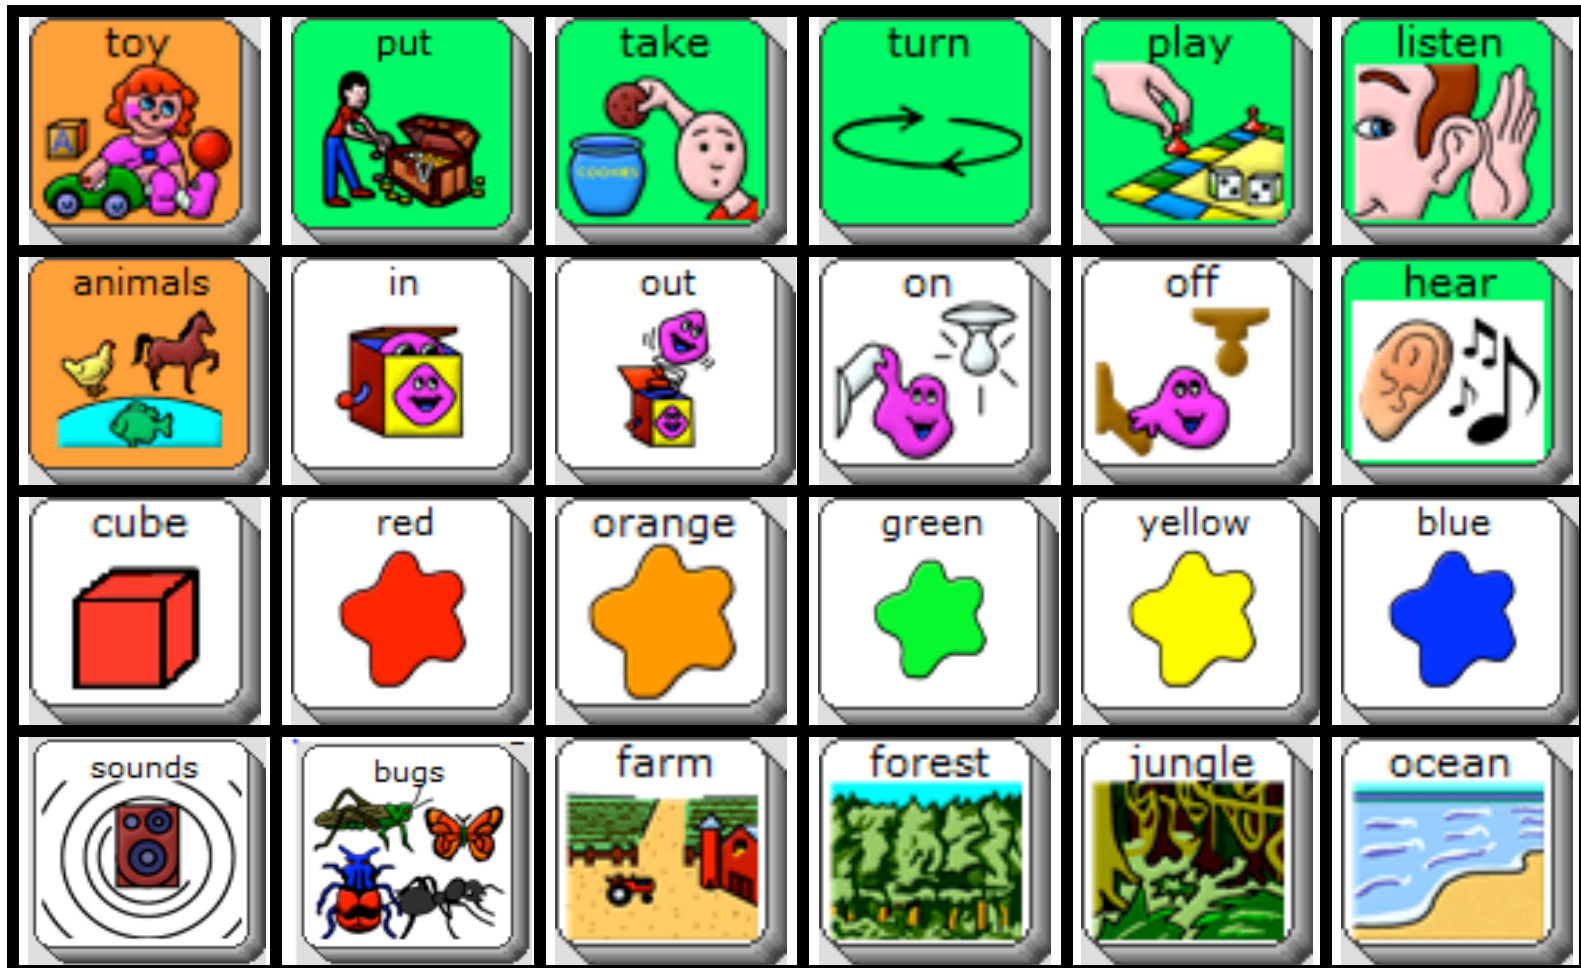 toy put take turn play listen
COOKIES
animals in out on off hear
cube red orange green yellow blue
sounds bugs farm forest jungle ocean